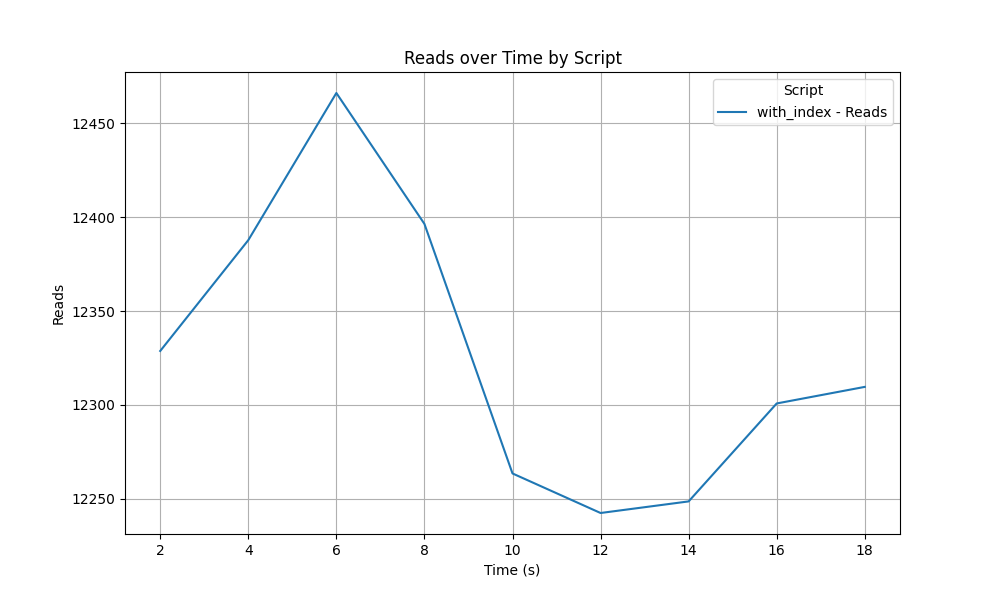 Reads over Time by Script
Script
with_index - Reads
12450
12400
12350
12300
12250
Reads
2 4 6 8 10 12 14 16 18
Time (s)